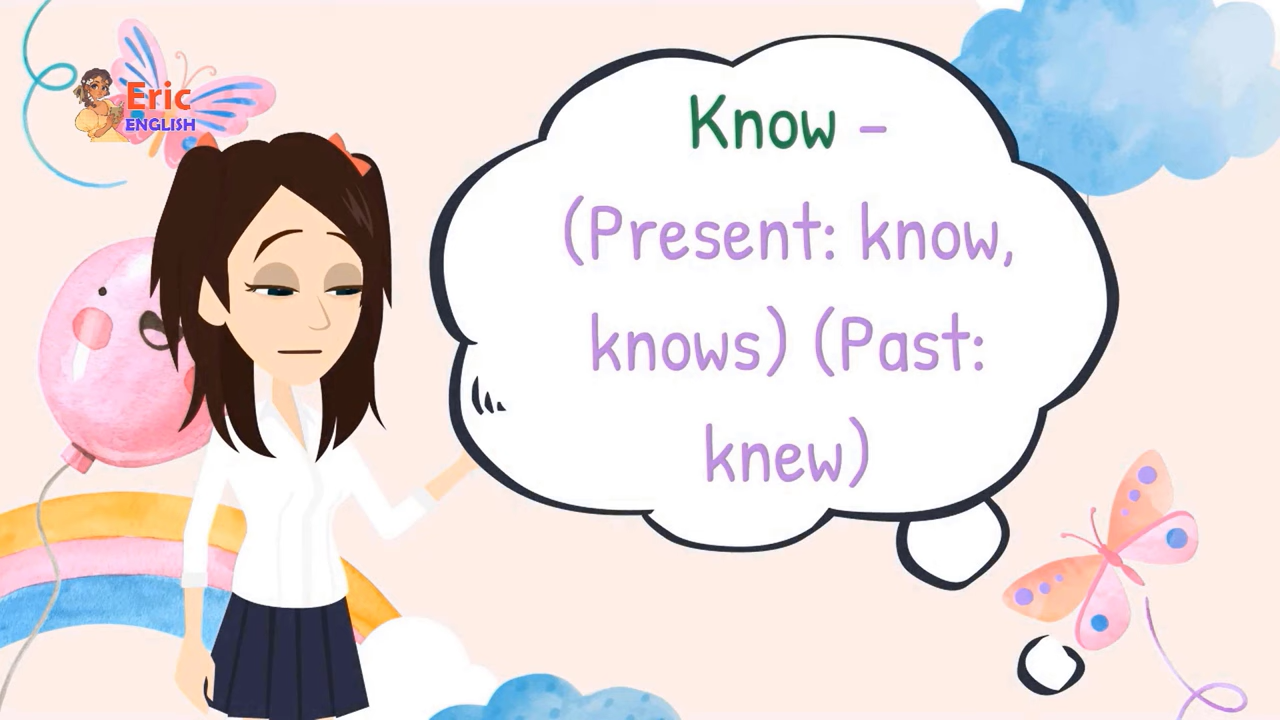 Eric
ENGLISH
Know –
(Present: know,
knows) (Past:
knew)